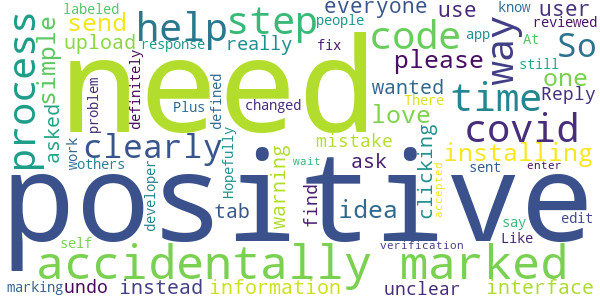 labeled people everyone use know user
send help step code way So reviewed
upload response really fix please app At still
process simple asked problem definitely Plus defined changed wanted time There one
need love covid Reply
clearly Hopefully warning mistake ask clicking installing
work others developer tab find idea sent wait accepted enter
positive say Like edit
self accidentally marked verification
marking undo instead information unclear interface